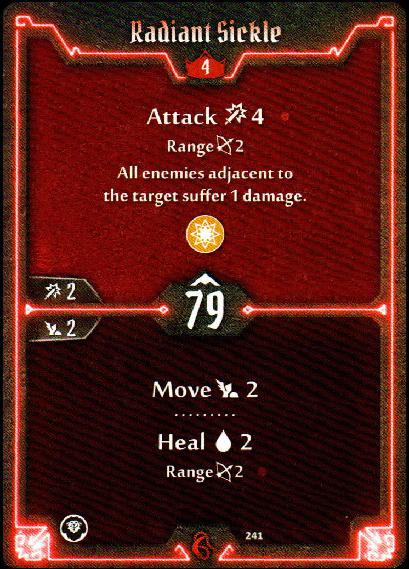 Radiant Sickle
4
Attack 4
Range 2
All enemies adjacent to
the target suffer 1 damage.
2
79
2
Move 2
Heal 2
Range 2
241